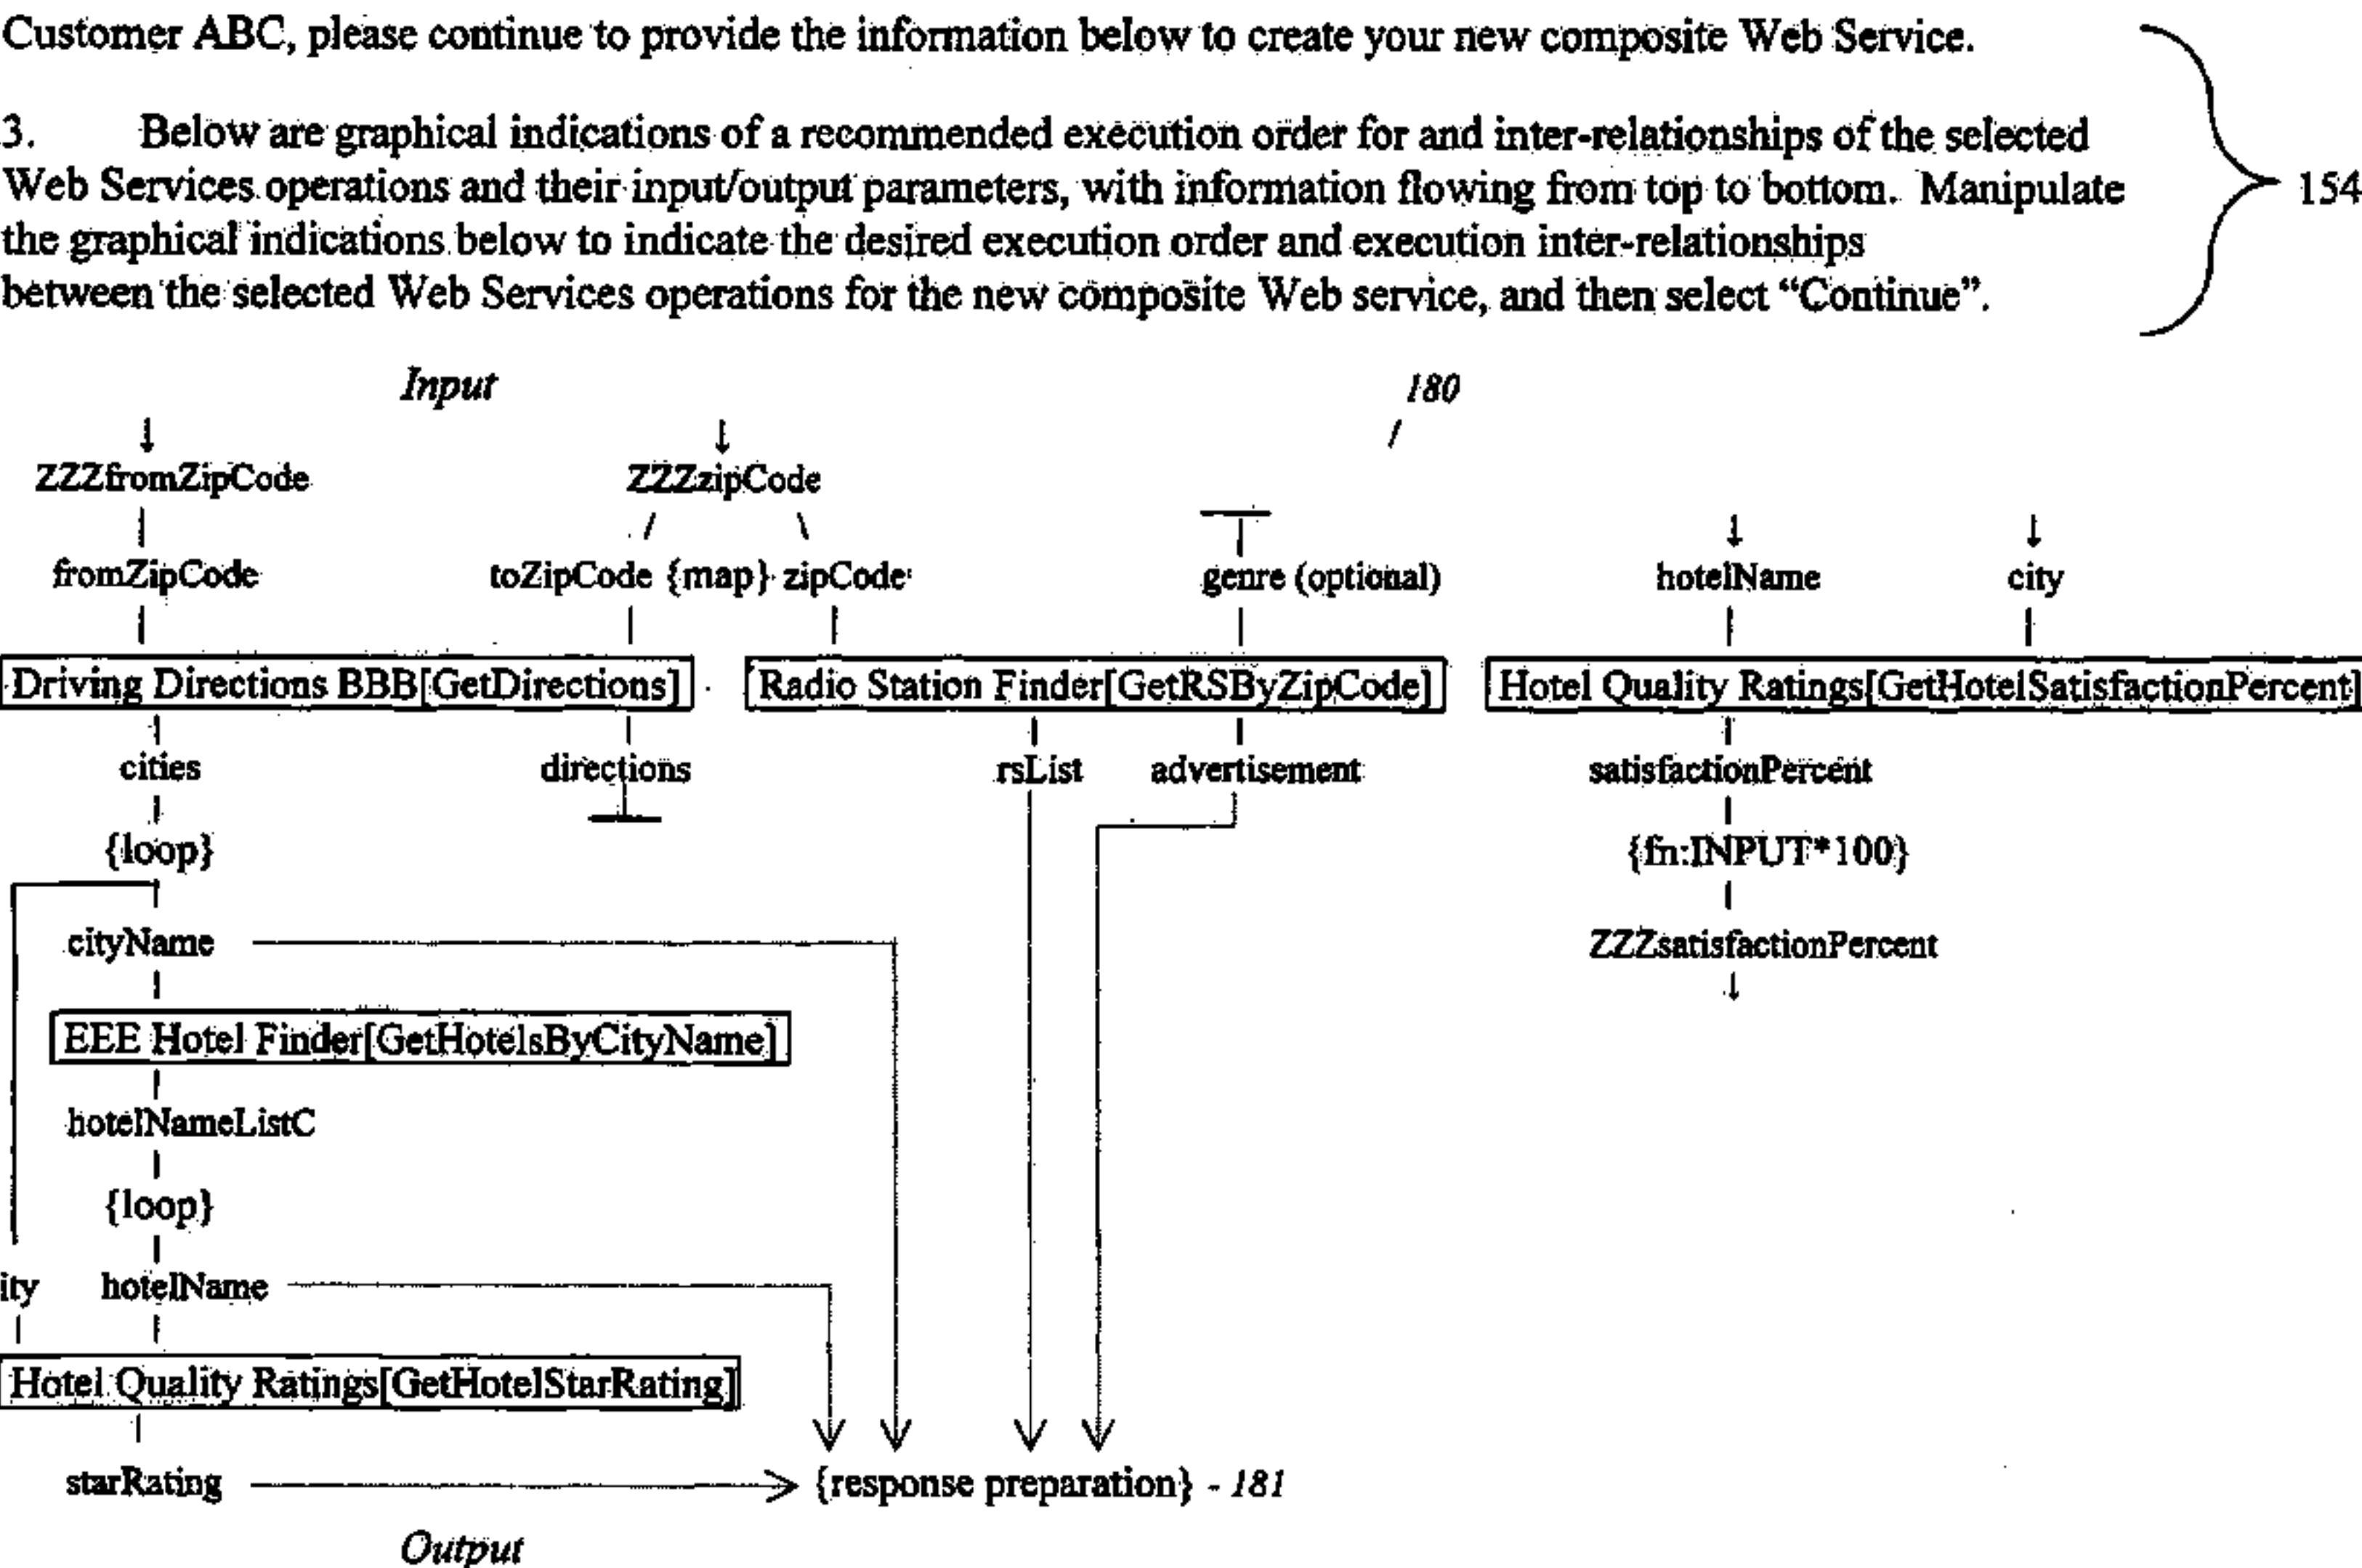 Customer ABC, please continue to provide the information below to create your new composite Web Service.
3. Below are graphical indications of a recommended execution order for and inter-relationships of the selected
Web Services operations and their input/output parameters, with information flowing from top to bottom. Manipulate
the graphical indications below to indicate the desired execution order and execution inter-relationships
between the selected Web Services operations for the new composite Web service, and then select “Continue”.
154
Input 180
ZZZfromZipCode ZZZzipCode
fromZipCode toZipCode {map} zipCode genre (optional) hotelName city
Driving Directions BBB[GetDirections] Radio Station Finder[GetRSByZipCode] Hotel Quality Ratings[GetHotelSatisfactionPercent]
cities directions rsList advertisement satisfactionPercent
{loop} {fn:INPUT*100}
cityName ZZZsatisfactionPercent
EEE Hotel Finder[GetHotelsByCityName]
hotelNameListC
{loop}
ity hotelName
Hotel Quality Ratings[GetHotelStarRating]
starRating {response preparation} - 181
Output